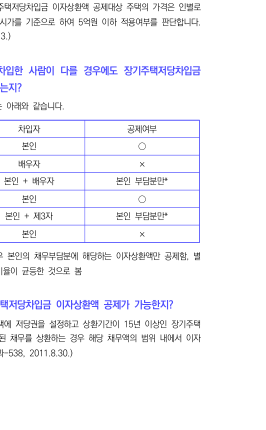 주택저당차입금 이자상환액 공제대상 주택의 가격은 인별로
시가를 기준으로 하여 5억원 이하 적용여부를 판단합니다.
3.)
차입한 사람이 다를 경우에도 장기주택저당차입금
는지?
는 아래와 같습니다.
차입자 공제여부
본인 ○
배우자 ×
본인 + 배우자 본인 부담분만*
본인 ○
본인 + 제3자 본인 부담분만*
본인 ×
우 본인의 채무부담분에 해당하는 이자상환액만 공제함, 별
비율이 균등한 것으로 봄
택저당차입금 이자상환액 공제가 가능한지?
택에 저당권을 설정하고 상환기간이 15년 이상인 장기주택
된 채무를 상환하는 경우 해당 채무액의 범위 내에서 이자
과-538, 2011.8.30.)